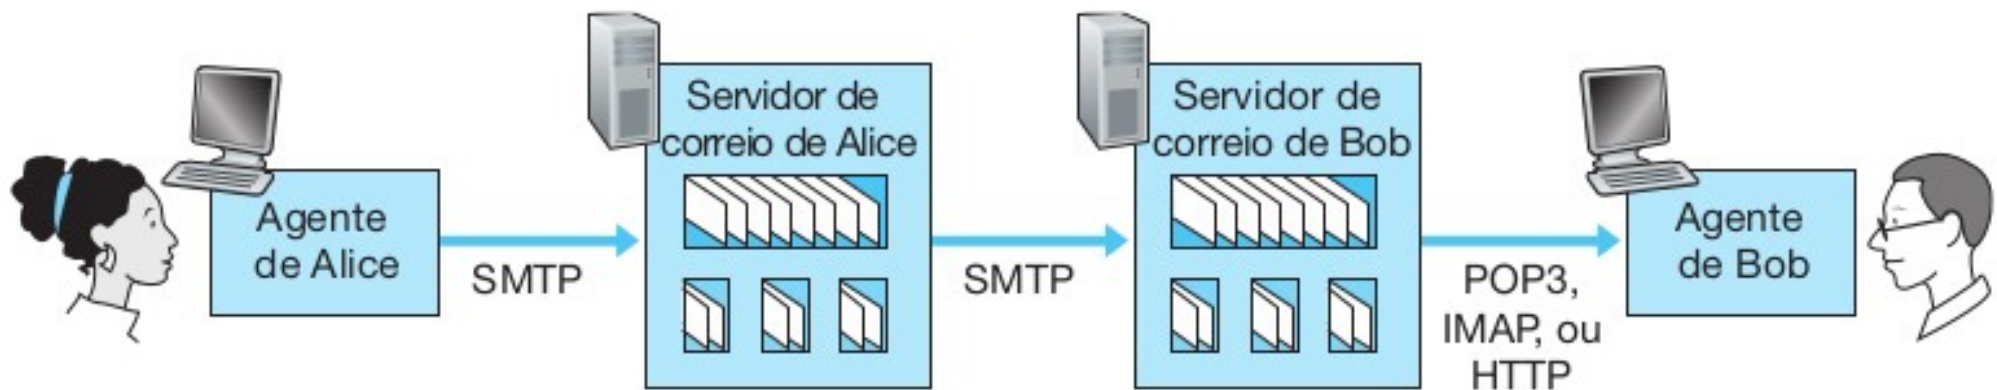 Agente
de Alice
SMTP
Servidor de
correio de Alice
SMTP
Servidor de
correio de Bob
POP3,
IMAP, ou
HTTP
Agente
de Bob